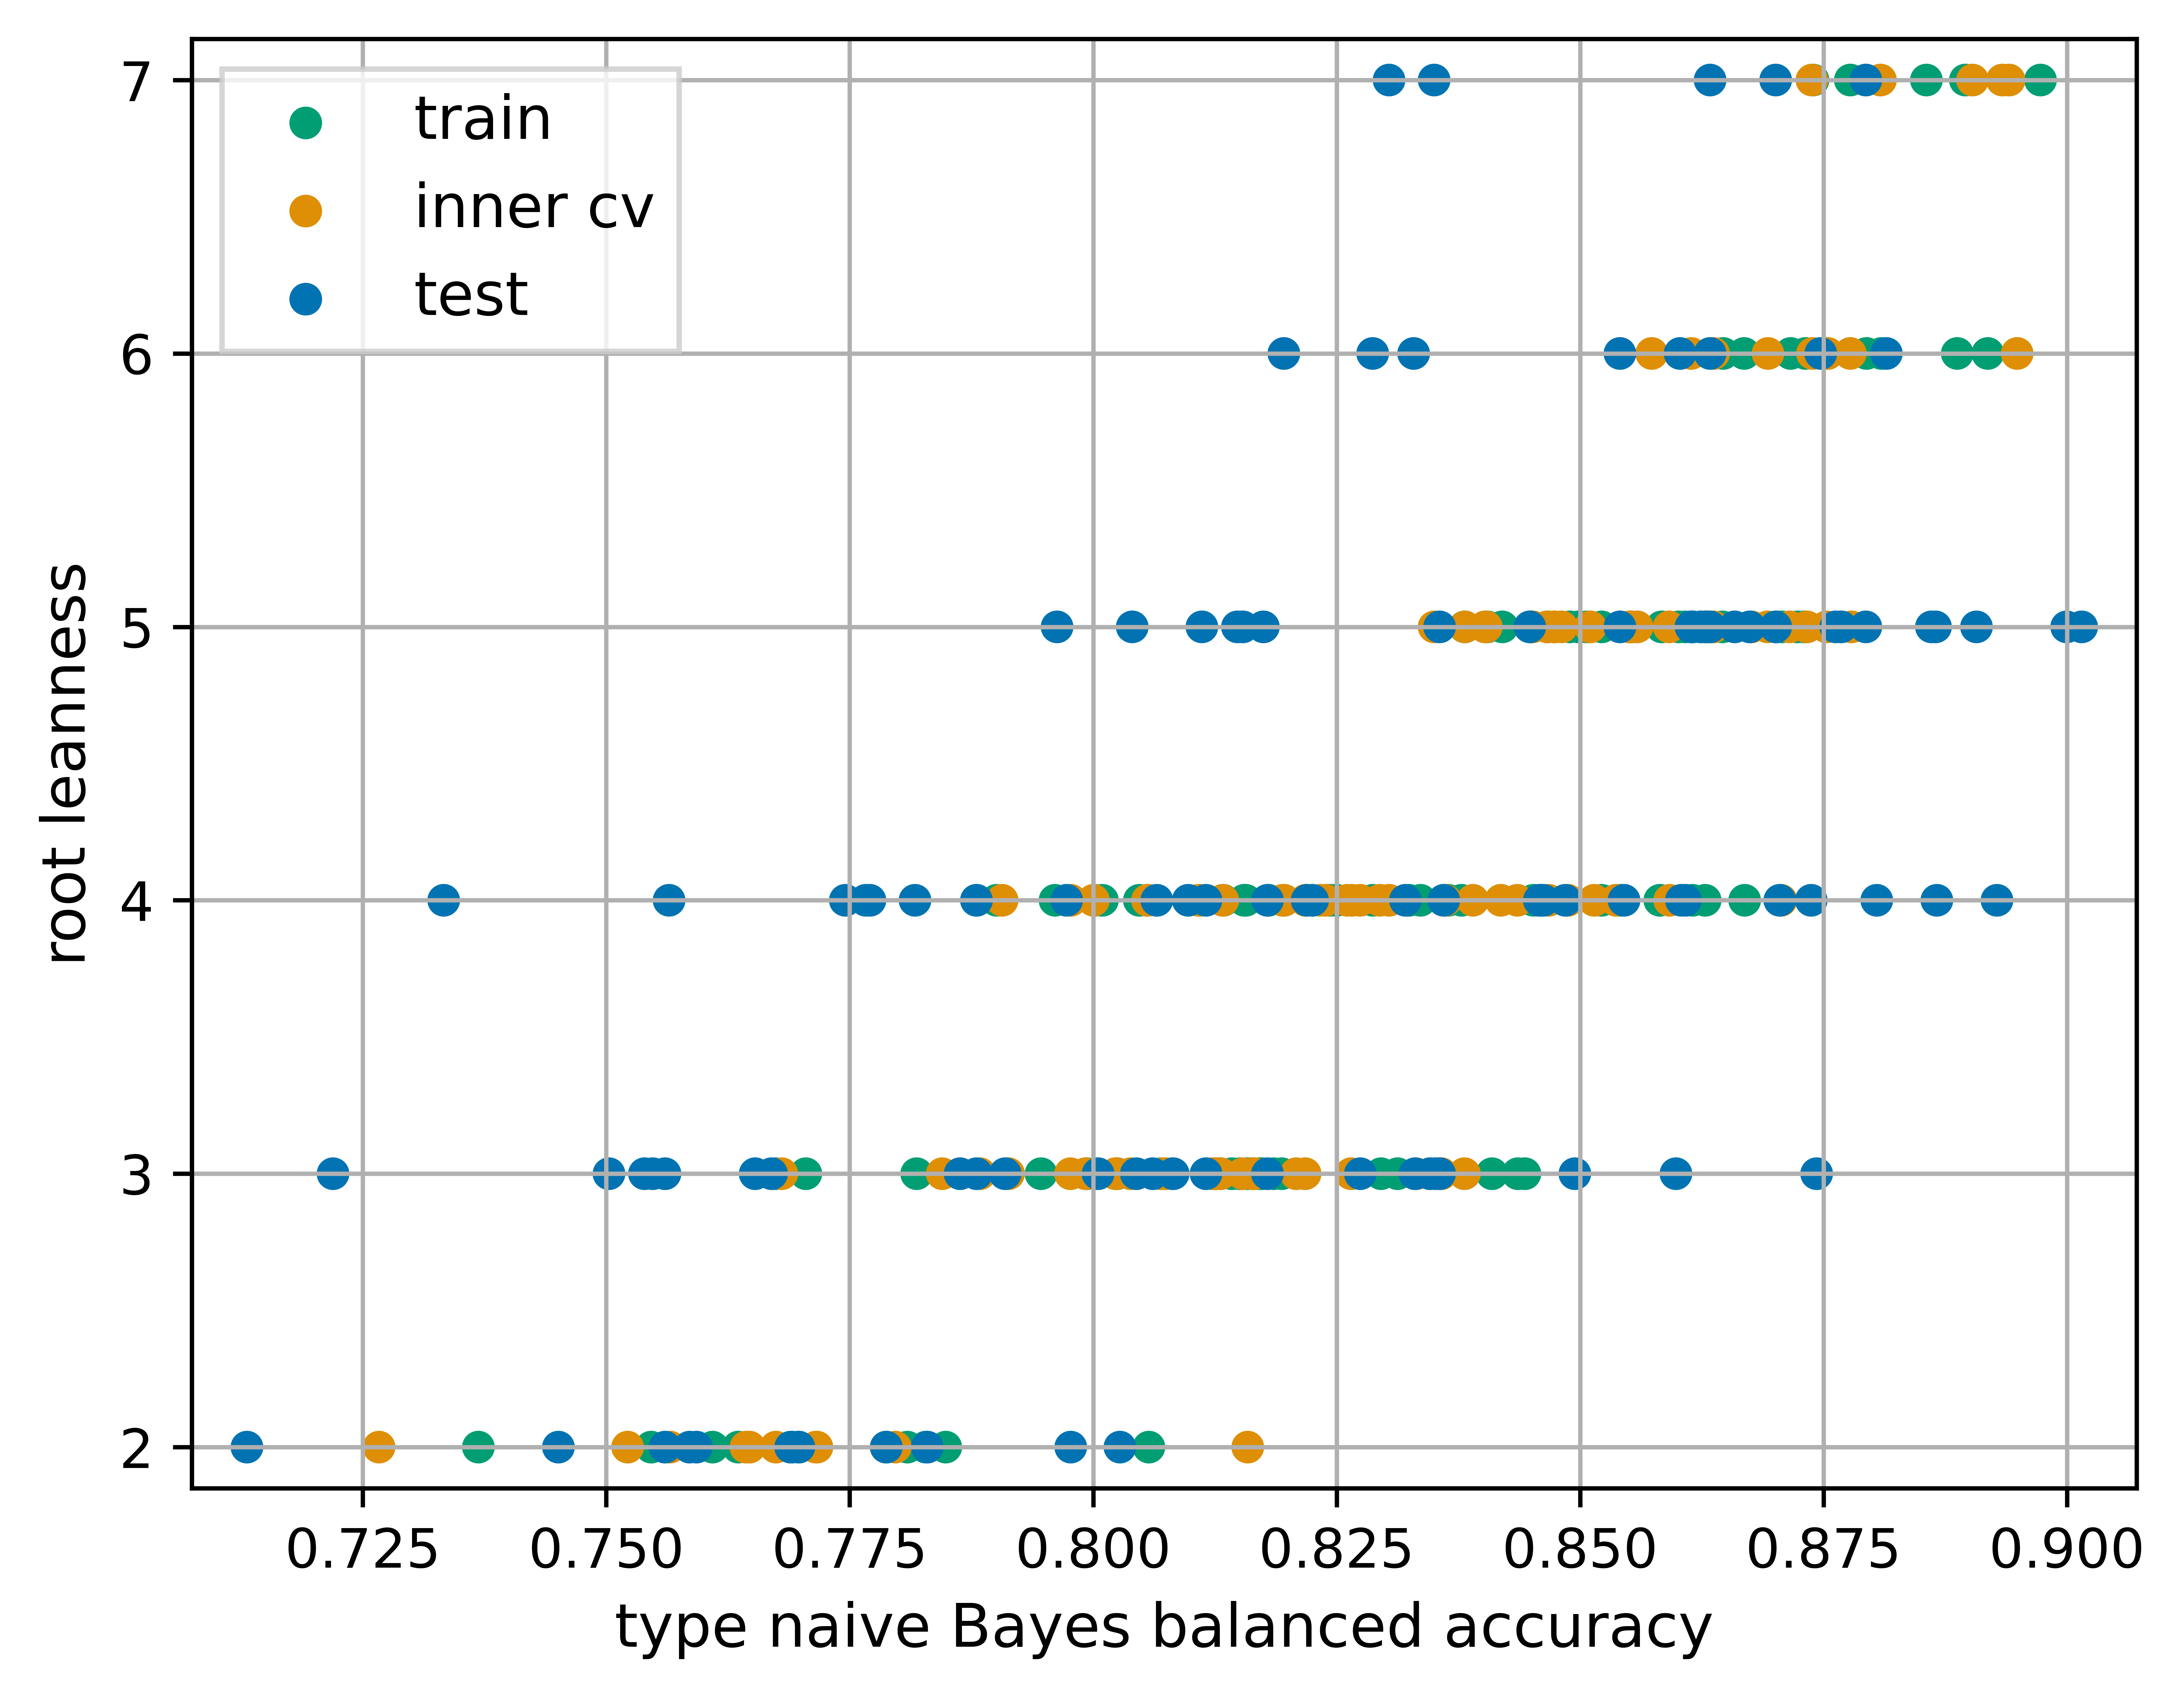 train
inner cv
test
7
6
5
4
3
2
root leanness
0.725 0.750 0.775 0.800 0.825 0.850 0.875 0.900
type naive Bayes balanced accuracy